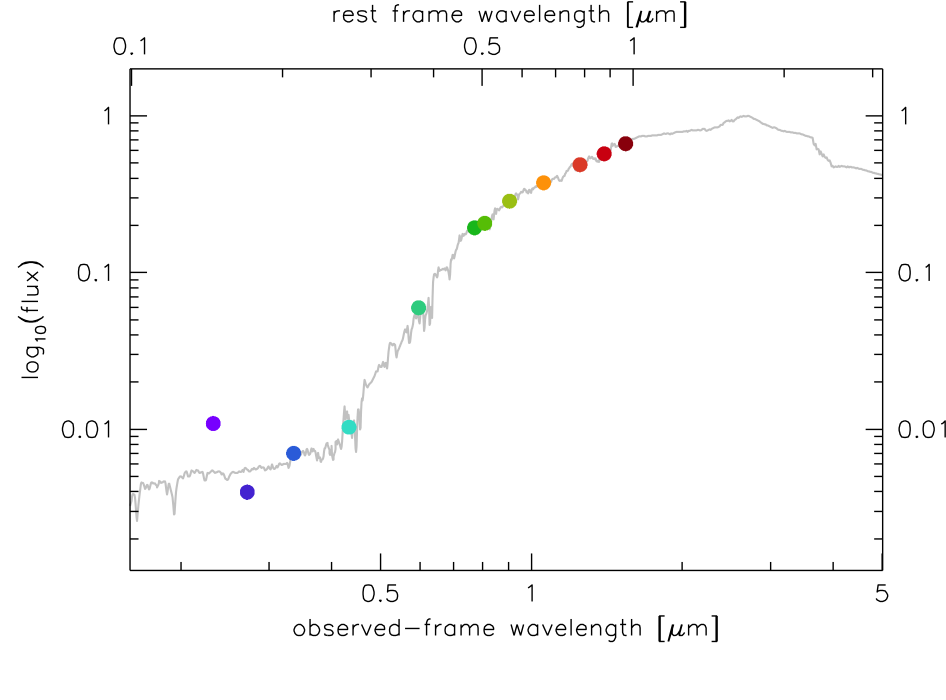 rest frame wavelength [μm]
0.1 0.5 1
1 1
0.1 0.1
0.01 0.01
log10(flux)
0.5 1 5
observed-frame wavelength [μm]